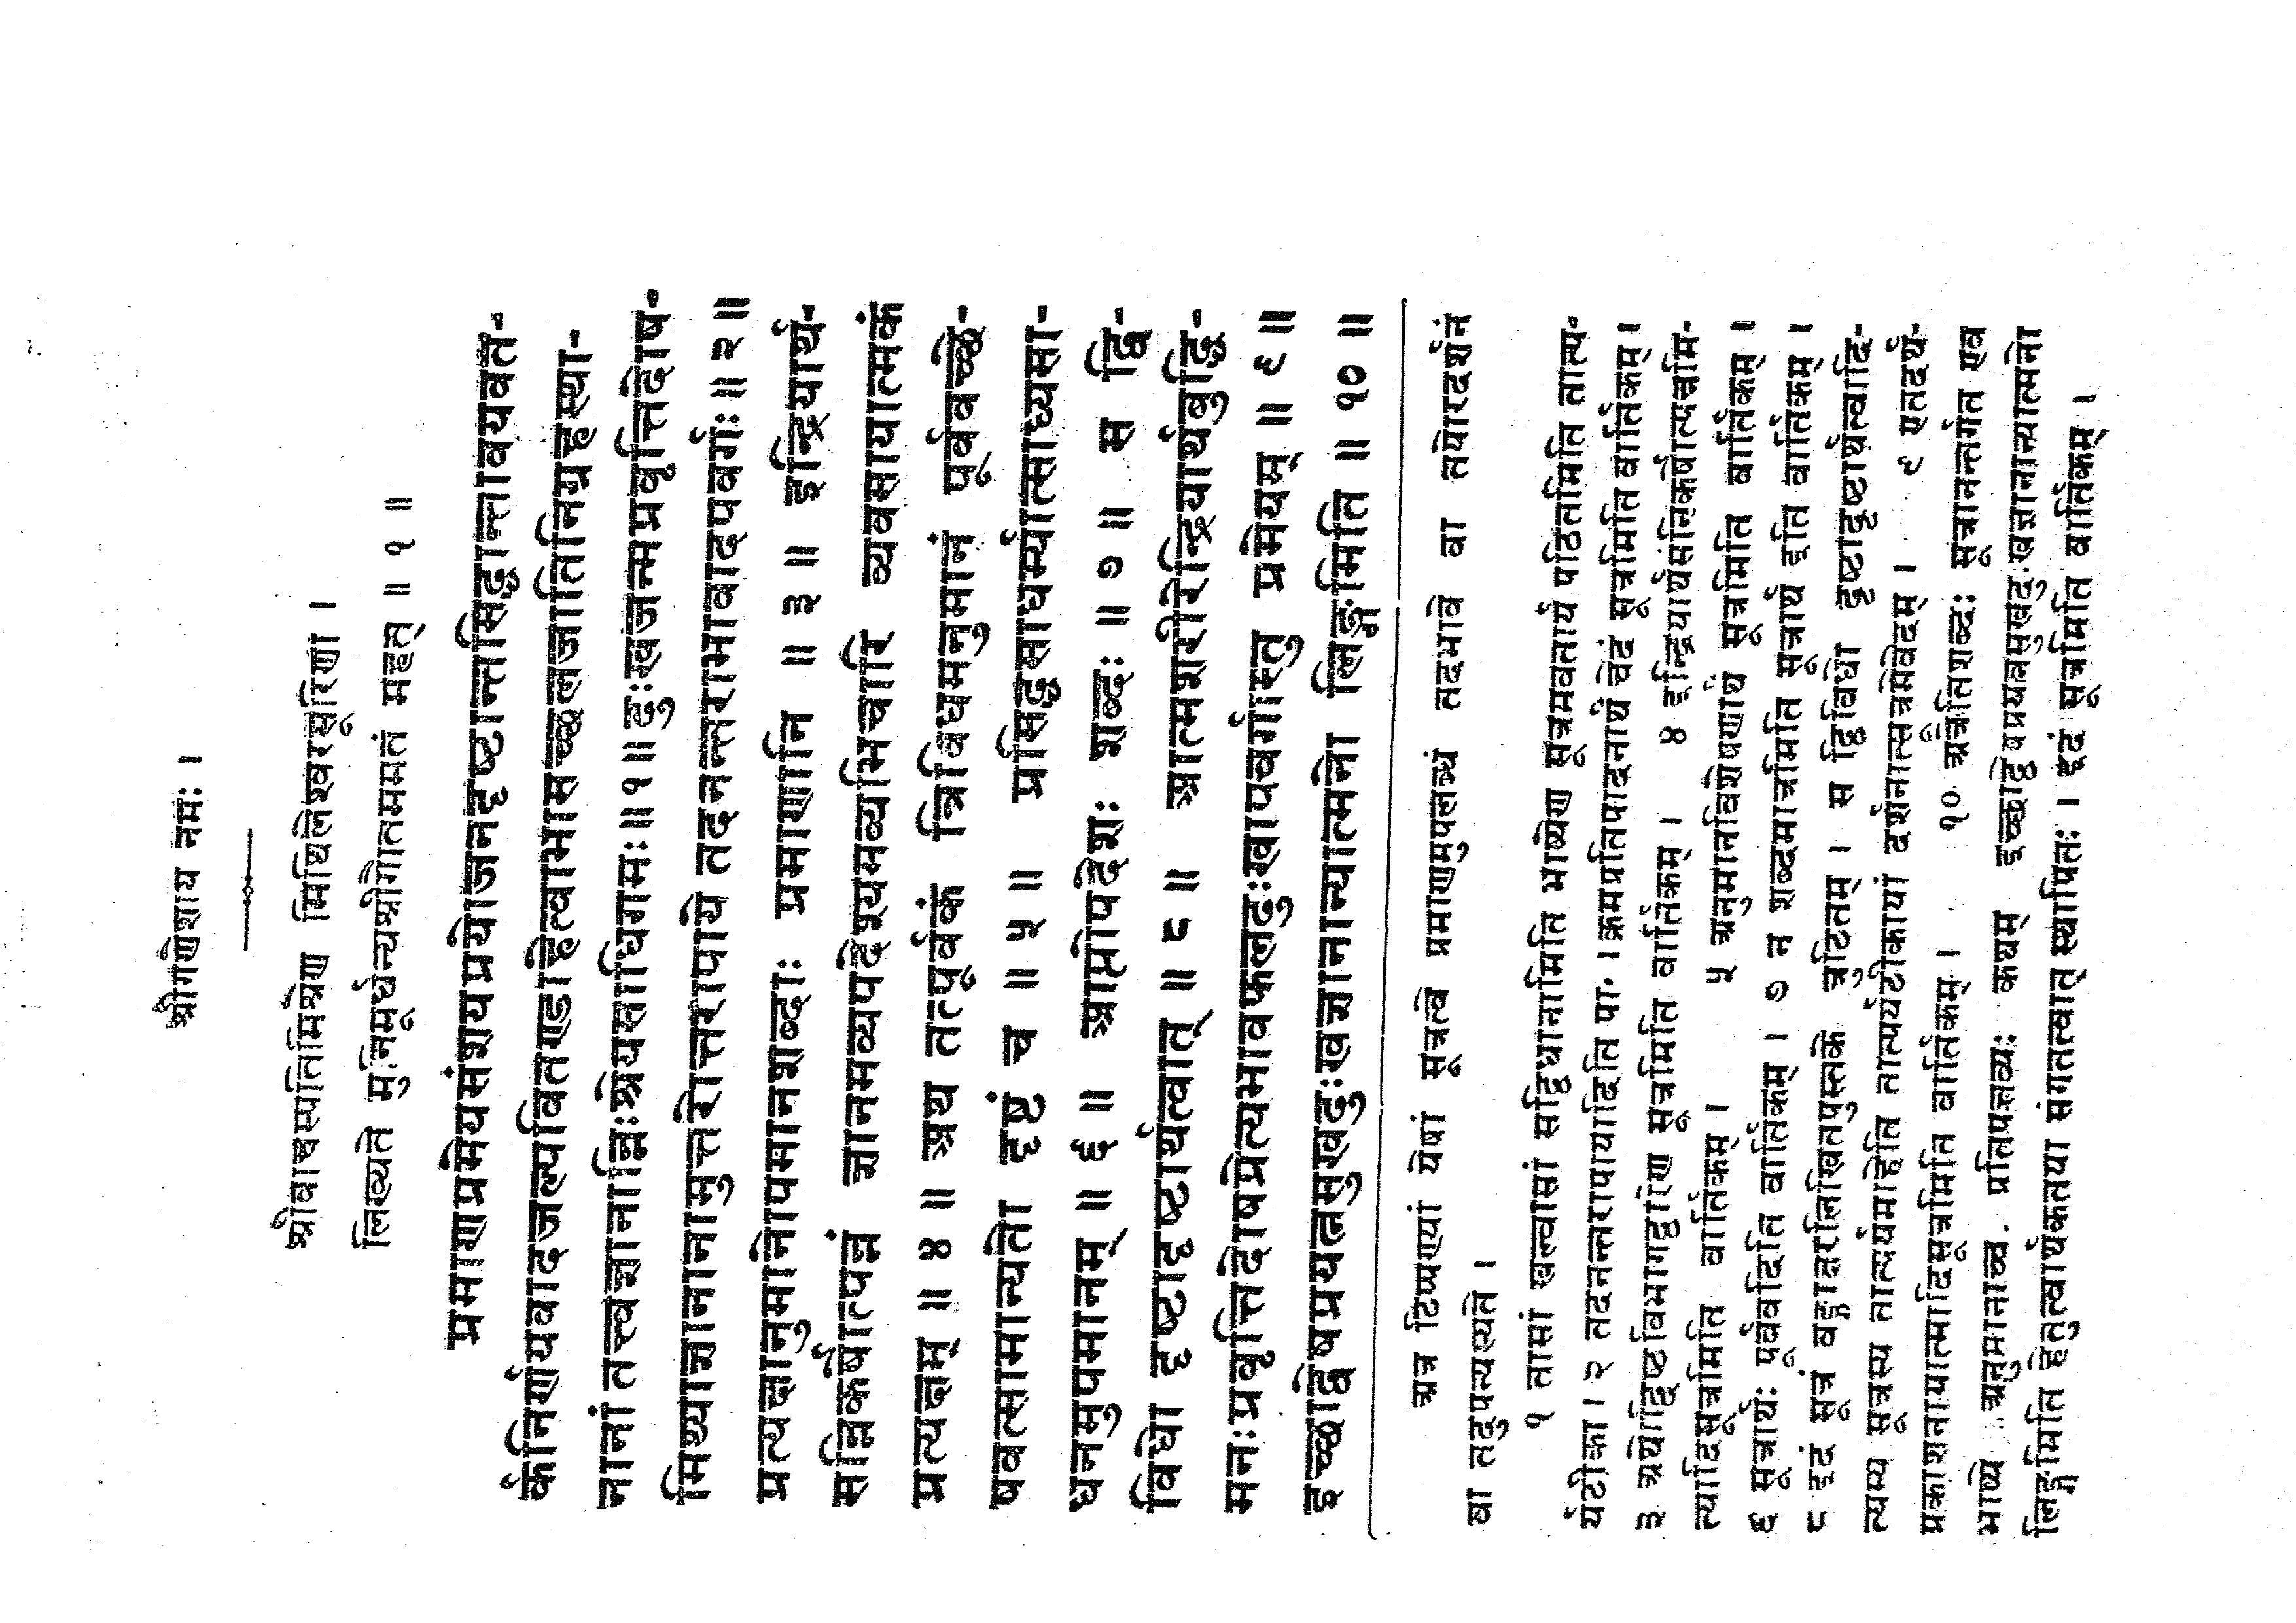 श्रीगणेशाय नमः ।
श्रीवाचस्पतिमिश्रेण मिथिलेश्वरसूरिणा ।
लिख्यते मुनिमूर्धन्यश्रीगौतममतं महत् ॥ १ ॥
प्रमाणप्रमेयसंशयप्रयोजनदृष्टान्तसिद्धान्तावयवत-
र्कनिर्णयवादजल्पवितण्डाहेत्वाभासच्छलजातिनिग्रहस्था-
नानां तत्त्वज्ञानान्निःश्रेयसाधिगमः॥१॥ दुःखजन्मप्रवृत्तिदोष-
मिथ्याज्ञानानामुत्तरोत्तरापाये तदनन्तराभावादपवर्गः॥ २॥
प्रत्यक्षानुमानोपमानशब्दाः प्रमाणानि ॥ ३ ॥ इन्द्रियार्थ-
सन्निकर्षोत्पन्नं ज्ञानमव्यपदेश्यमव्यभिचारि व्यवसायात्मकं
प्रत्यक्षम् ॥ ४ ॥ अथ तत्पूर्वकं त्रिविधमनुमानं पूर्ववच्छे-
षवत्सामान्यतो दृष्टं च ॥ ५ ॥ प्रसिद्धसाधर्म्यात्साध्यसा-
धनमुपमानम् ॥ ६ ॥ आप्तोपदेशः शब्दः ॥ ७ ॥ स द्वि-
विधो दृष्टादृष्टार्थत्वात् ॥ ८ ॥ आत्मशरीरेन्द्रियार्थबुद्धि-
मनःप्रवृत्तिदोषप्रेत्यभावफलदुःखापवर्गास्तु प्रमेयम् ॥ ९ ॥
इच्छाद्वेषप्रयत्नसुखदुःखज्ञानान्यात्मनो लिङ्गमिति ॥ १० ॥
अत्र टिप्पण्यां येषां सूत्रत्वे प्रमाणमुपलब्धं तदभावे वा तयोरदर्शनं
वा तदुपन्यस्यते ।
१ तासां खल्वासां सद्विधानामिति भाष्येण सूत्रमवतार्य पठितमिति तात्प-
र्यटीका । २ तदनन्तरापायादिति पा० । क्रमप्रतिपादनार्थं चेदं सूत्रमिति वार्तिकम् ।
३ अथोद्दिष्टविभागद्वारेण सूत्रमिति वार्तिकम् । ४ इन्द्रियार्थसंनिकर्षोत्पन्नमि-
त्यादिसूत्रमिति वार्तिकम् । ५ अनुमानविशेषणार्थं सूत्रमिति वार्तिकम् ।
६ सूत्रार्थः पूर्ववदिति वार्तिकम् । ७ न शब्दमात्रमिति सूत्रार्थ इति वार्तिकम् ।
८ इदं सूत्रं वङ्गाक्षरलिखितपुस्तके त्रुटितम् । स द्विविधो दृष्टादृष्टार्थत्वादि-
त्यस्य सूत्रस्य तात्पर्यमाहेति तात्पर्यटीकायां दर्शनात्सूत्रमेवेदम् । ९ एतदर्थ-
प्रकाशनायात्मादिसूत्रमिति वार्तिकम् । १० अत्रेतिशब्दः सूत्रानन्तर्गत एव
भाष्ये अनुमानाच्च प्रतिपत्तव्यः कथम् इच्छाद्वेषप्रयत्नसुखदुःखज्ञानान्यात्मनो
लिङ्गमिति हेतुत्वार्थकतया संगतत्वात् स्थापितः । इदं सूत्रमिति वार्तिकम् ।